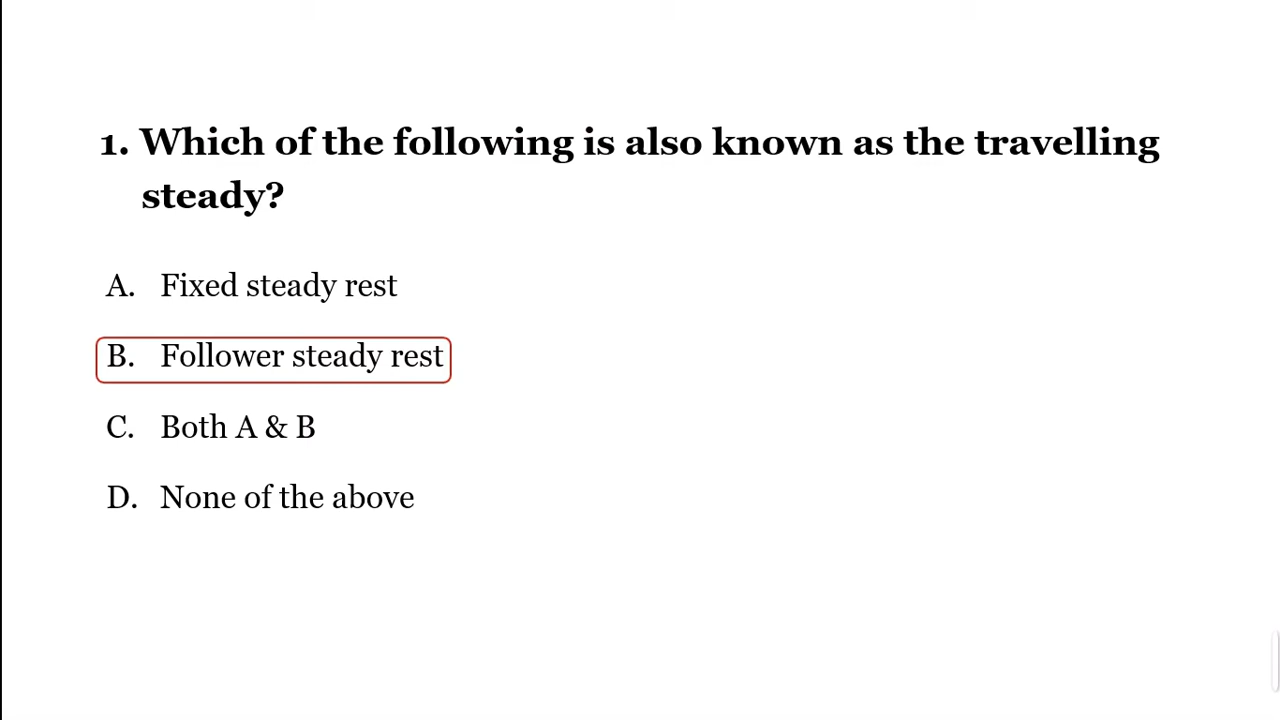 1. Which of the following is also known as the travelling
steady?
A. Fixed steady rest
B. Follower steady rest
C. Both A & B
D. None of the above